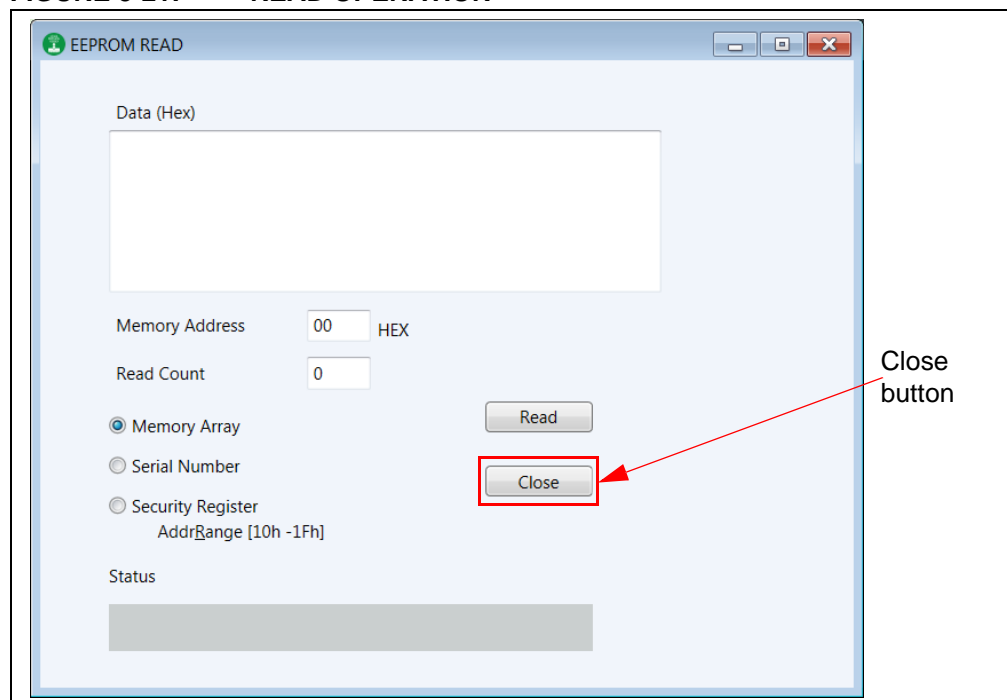 EEPROM READ
Data (Hex)
Memory Address 00 HEX
Read Count 0
Close
button
Memory Array
Read
Serial Number
Close
Security Register
AddrRange [10h -1Fh]
Status